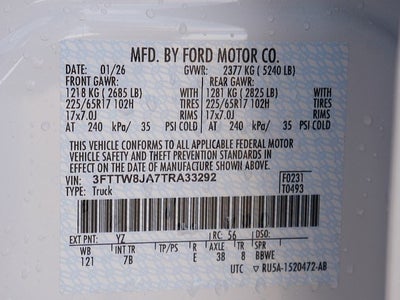 MFD. BY FORD MOTOR CO.
DATE: 01/26 GVWR: 2377 KG ( 5240 LB)
FRONT GAWR: REAR GAWR:
1218 KG ( 2685 LB) WITH 1281 KG ( 2825 LB) WITH
225/65R17 102H TIRES 225/65R17 102H TIRES
17x7.0J RIMS 17x7.0J RIMS
AT 240 kPa/ 35 PSI COLD AT 240 kPa/ 35 PSI COLD
THIS VEHICLE CONFORMS TO ALL APPLICABLE FEDERAL MOTOR
VEHICLE SAFETY AND THEFT PREVENTION STANDARDS IN
EFFECT ON THE DATE OF MANUFACTURE SHOWN ABOVE.
VIN: 3FTTW8JA7TRA33292 F0231
TYPE: Truck T0493
EXT PNT: YZ RC: 56 DSO:
WB INT TR TP/PS R AXLE TR SPR
121 7B E 38 8 BBWE
UTC RU5A-1520472-AB